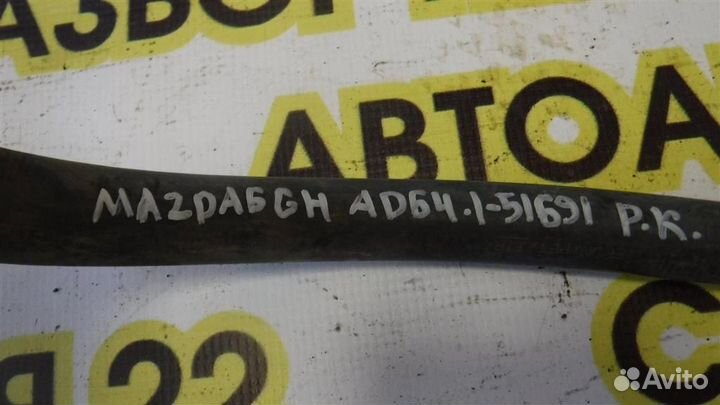 АЗБОР
АВТОА
MAZDA6GH AD64.1-51691 P.K.
Я 22
С
Avito